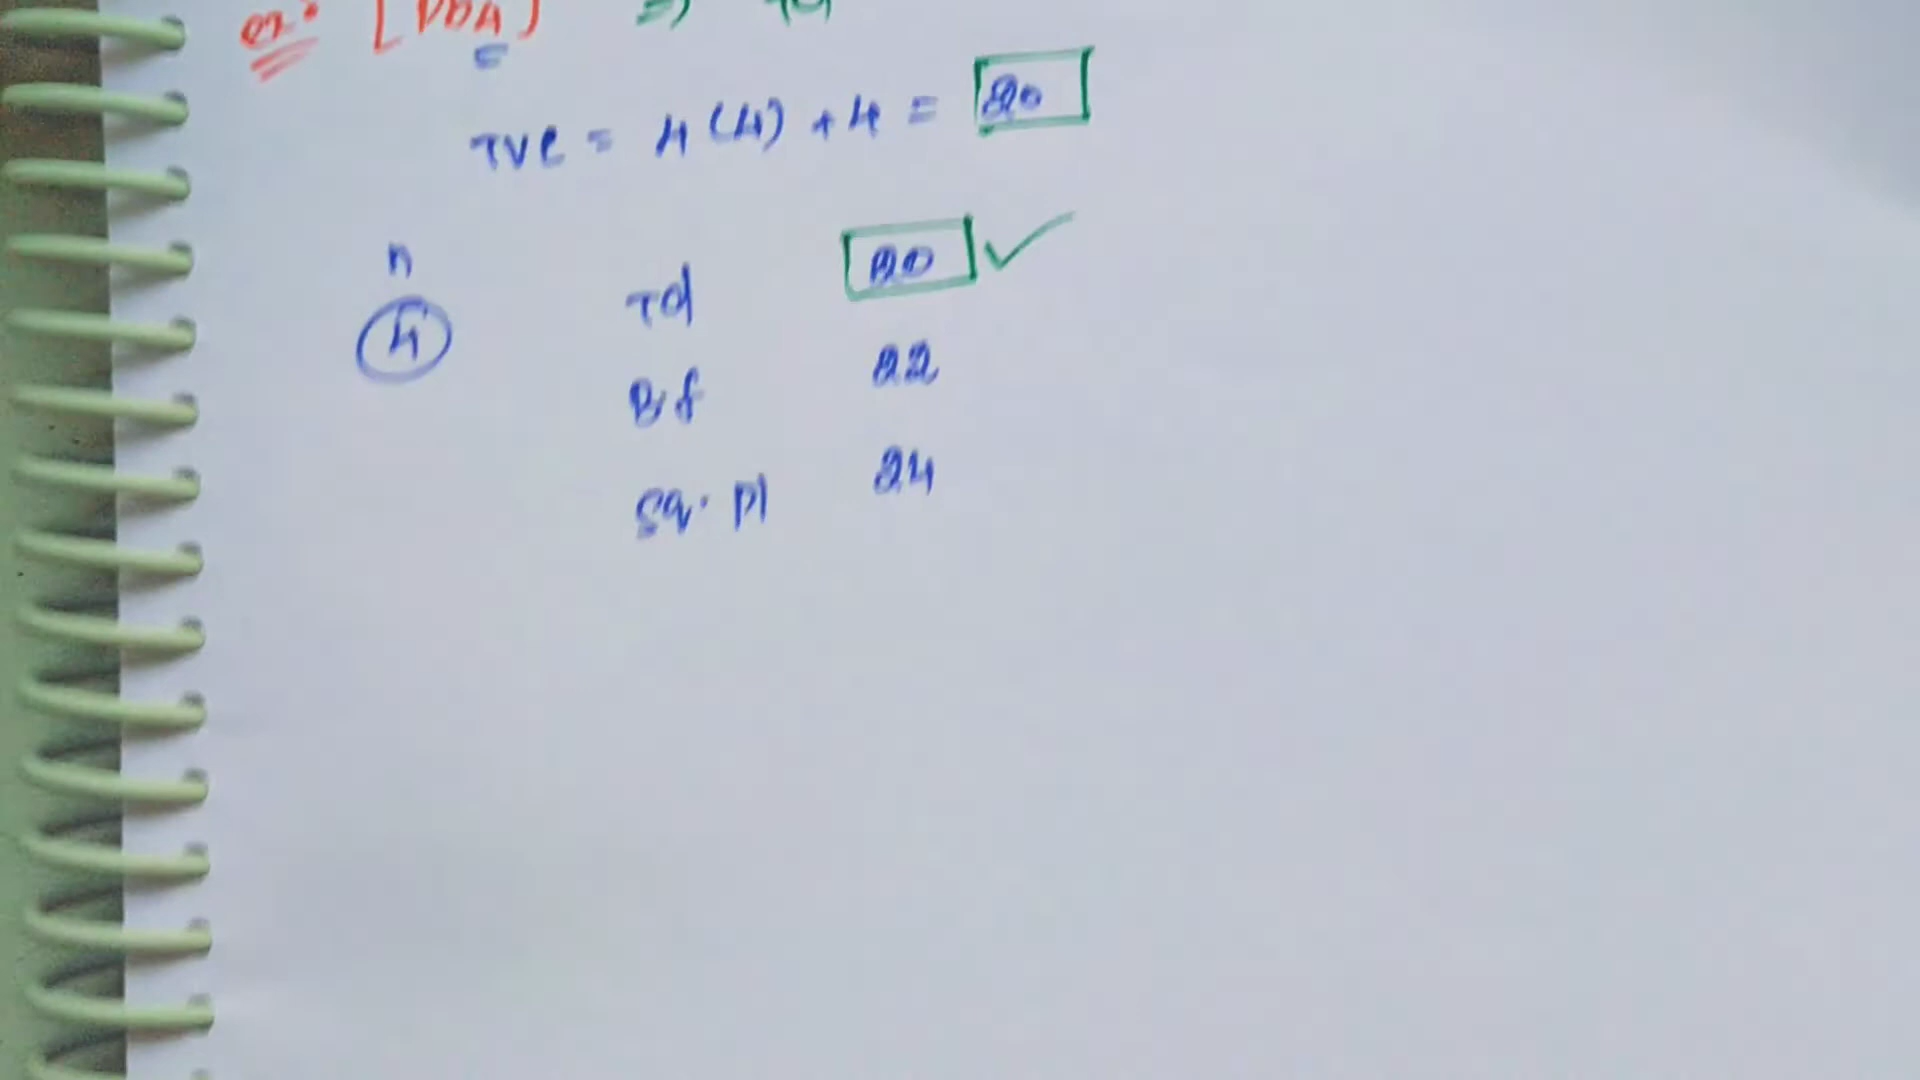 TVE = 4 (4) + 4 = 20
n
4
Td 20 ✓
Bf 22
Sq. Pl 24